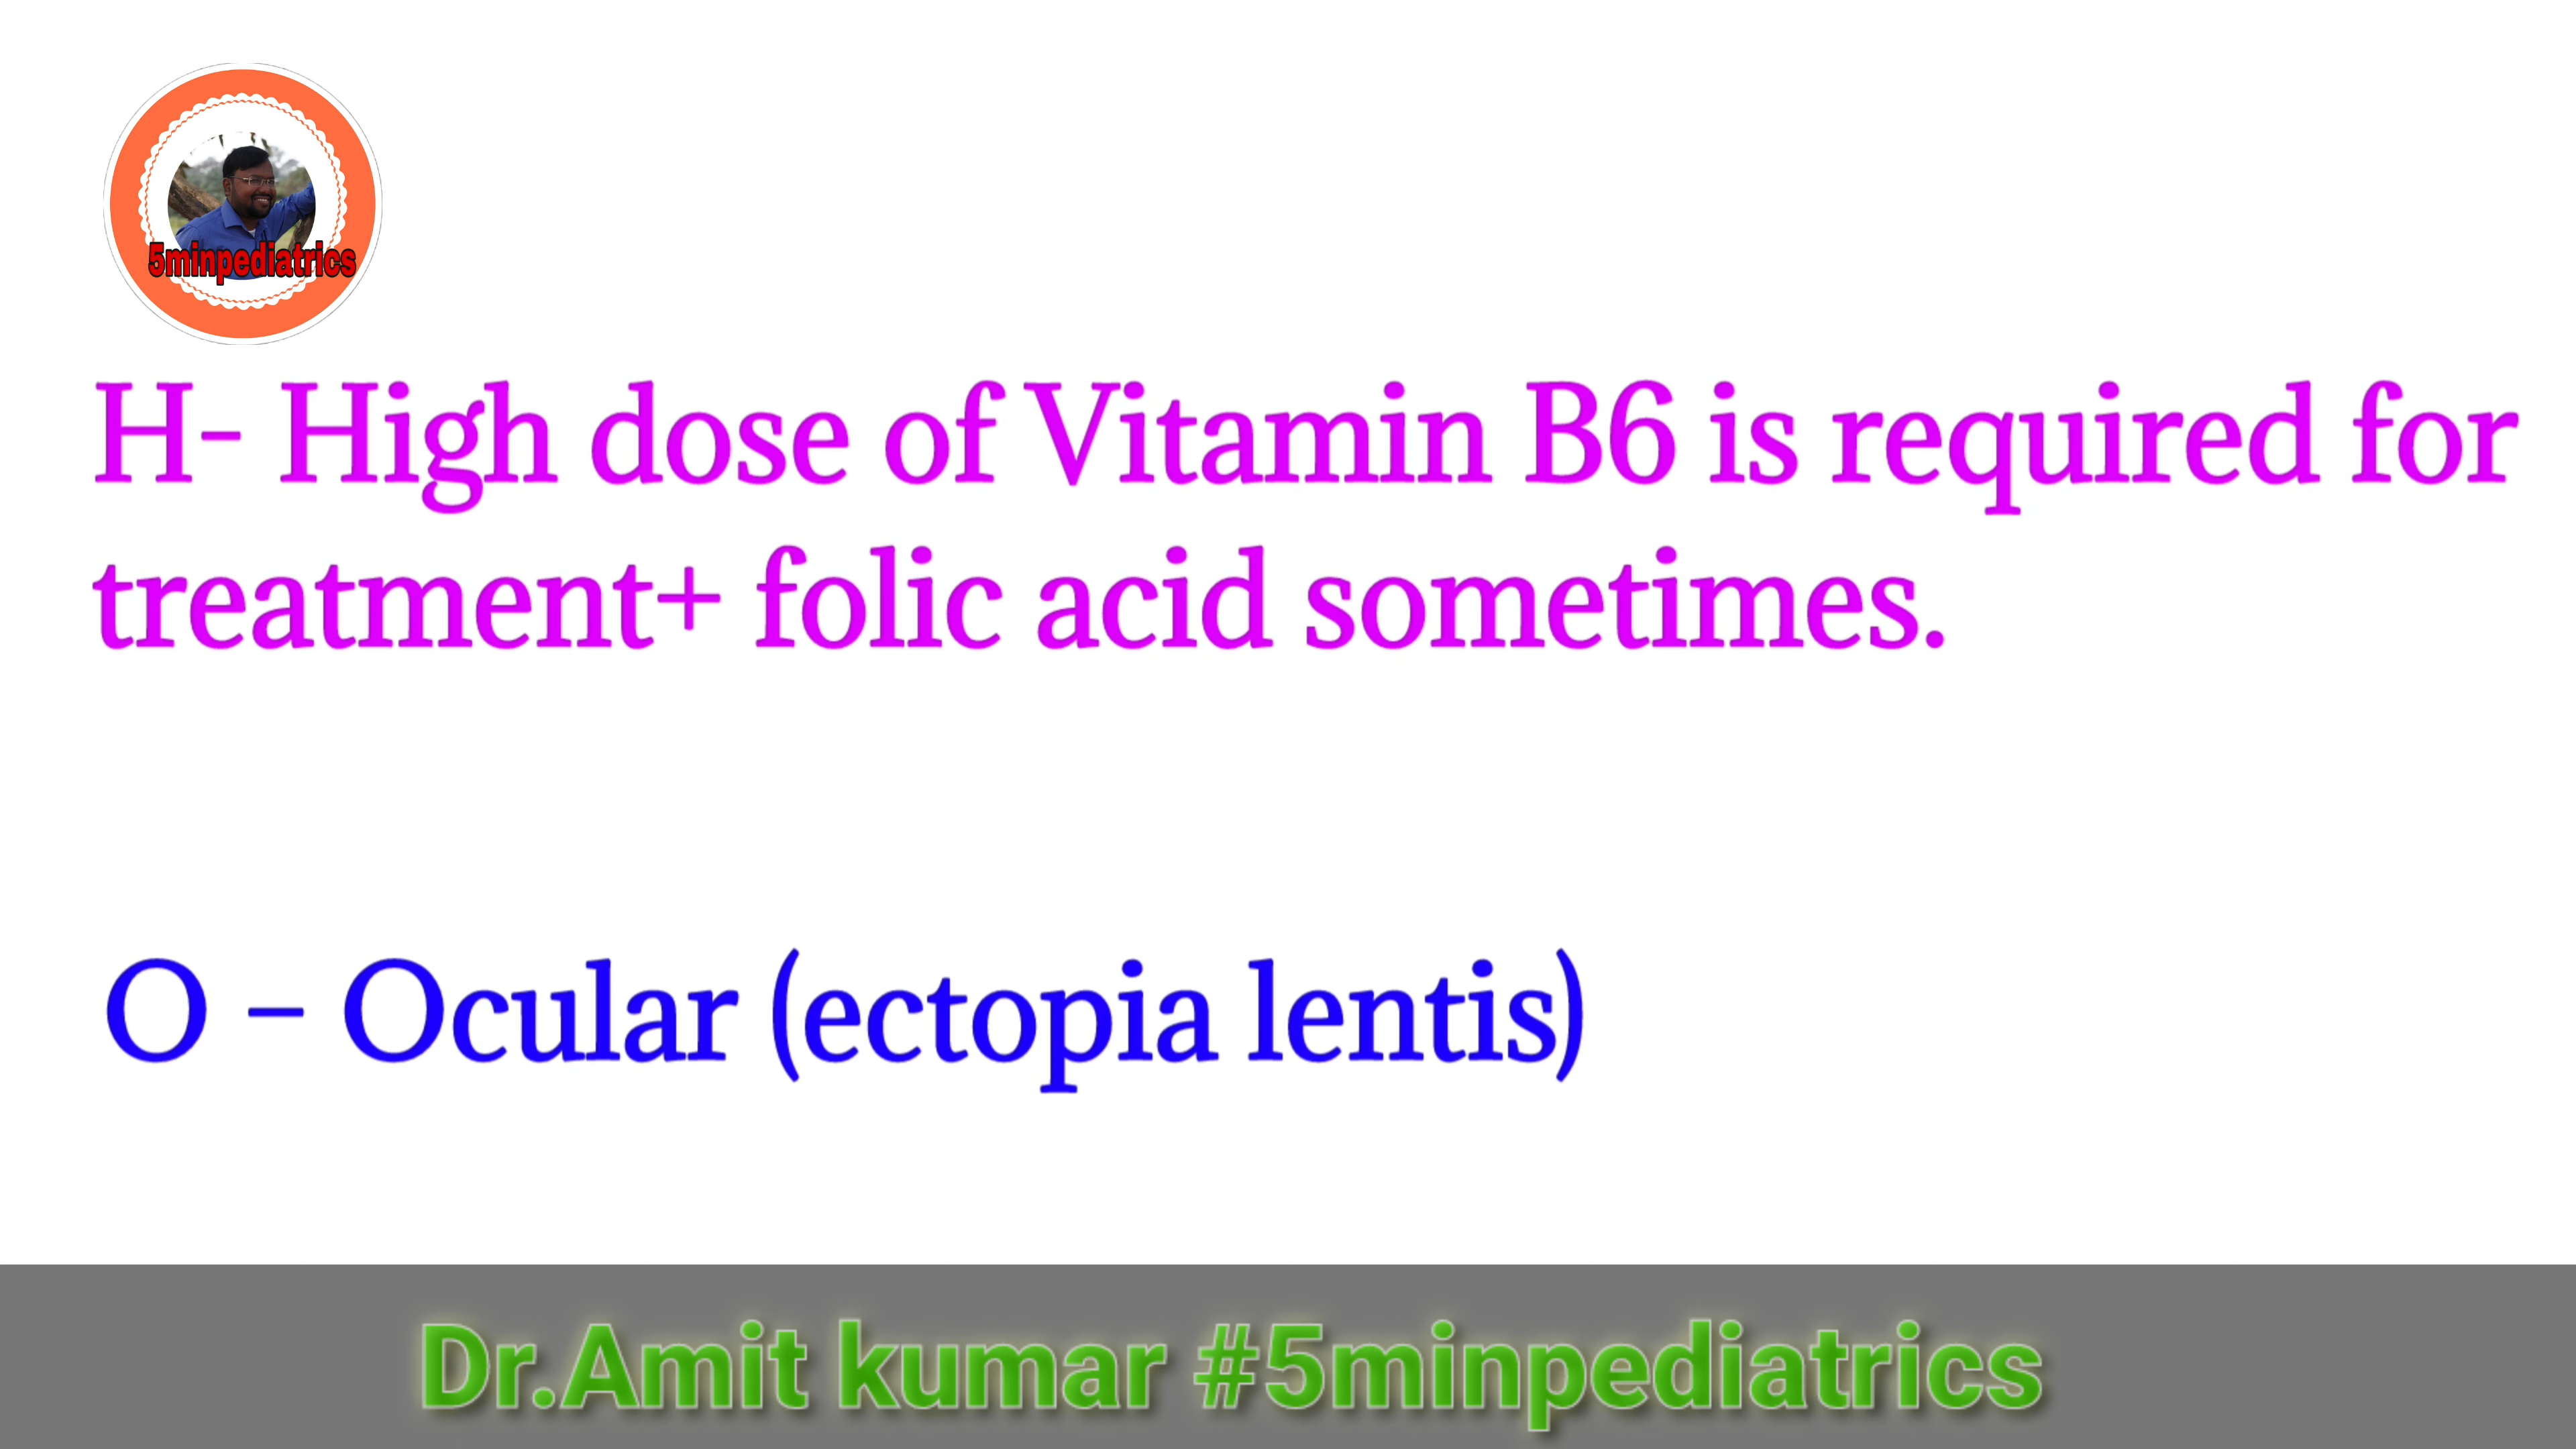 5minpediatrics
H- High dose of Vitamin B6 is required for
treatment+ folic acid sometimes.
O – Ocular (ectopia lentis)
Dr.Amit kumar #5minpediatrics